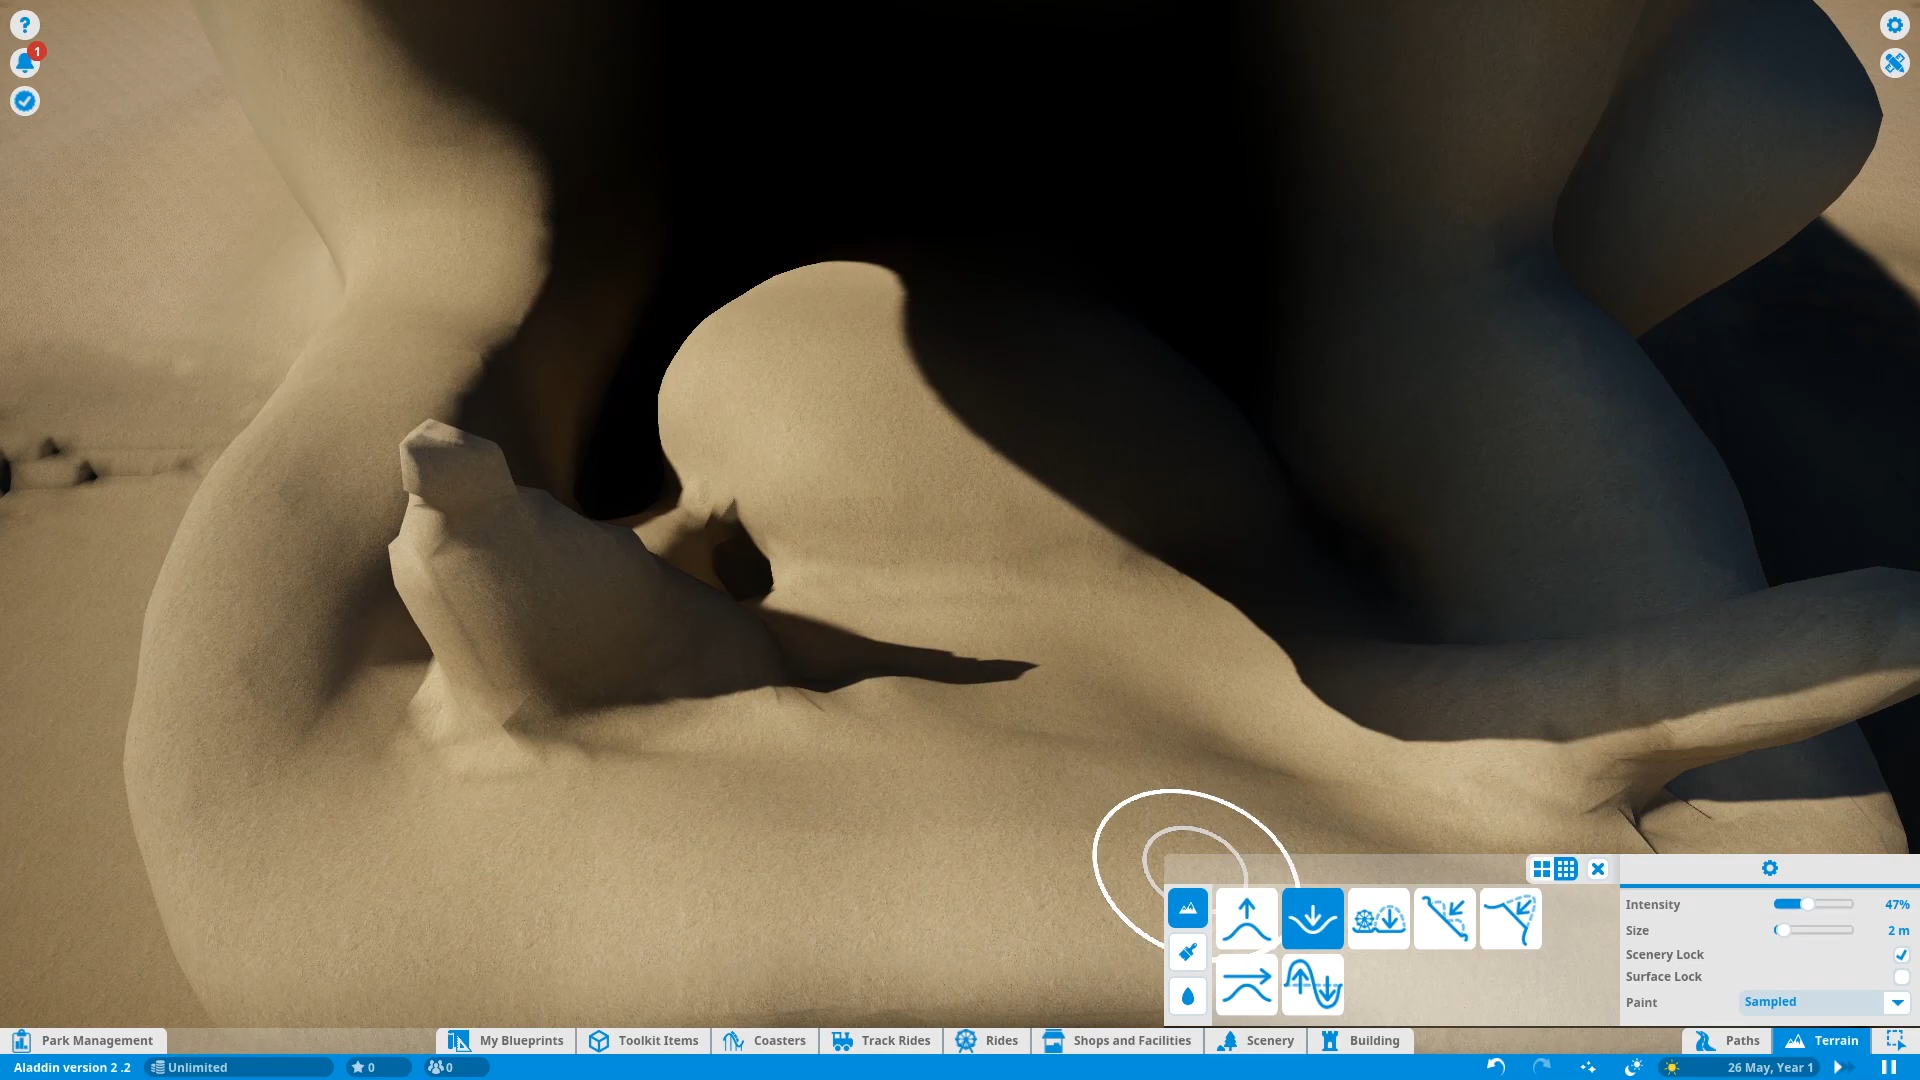 ?
1
Intensity 47%
Size 2 m
Scenery Lock
Surface Lock
Paint Sampled
Park Management
My Blueprints Toolkit Items Coasters Track Rides Rides Shops and Facilities Scenery Building Paths Terrain
Aladdin version 2 .2 Unlimited 0 0 26 May, Year 1